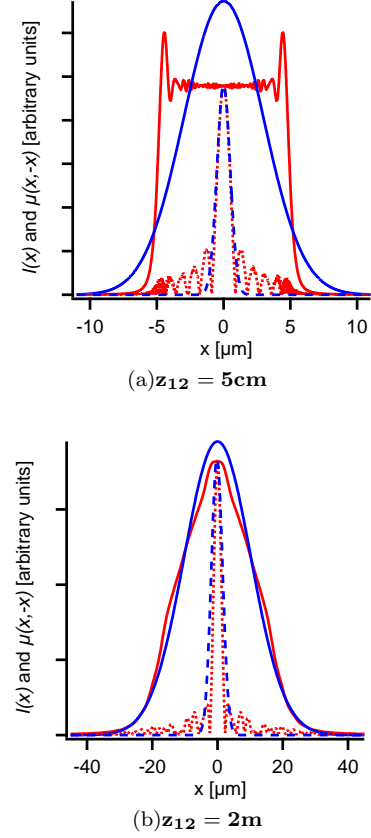 I(x) and μ(x,-x) [arbitrary units]
-10 -5 0 5 10
x [μm]
(a)z12 = 5cm
I(x) and μ(x,-x) [arbitrary units]
-40 -20 0 20 40
x [μm]
(b)z12 = 2m